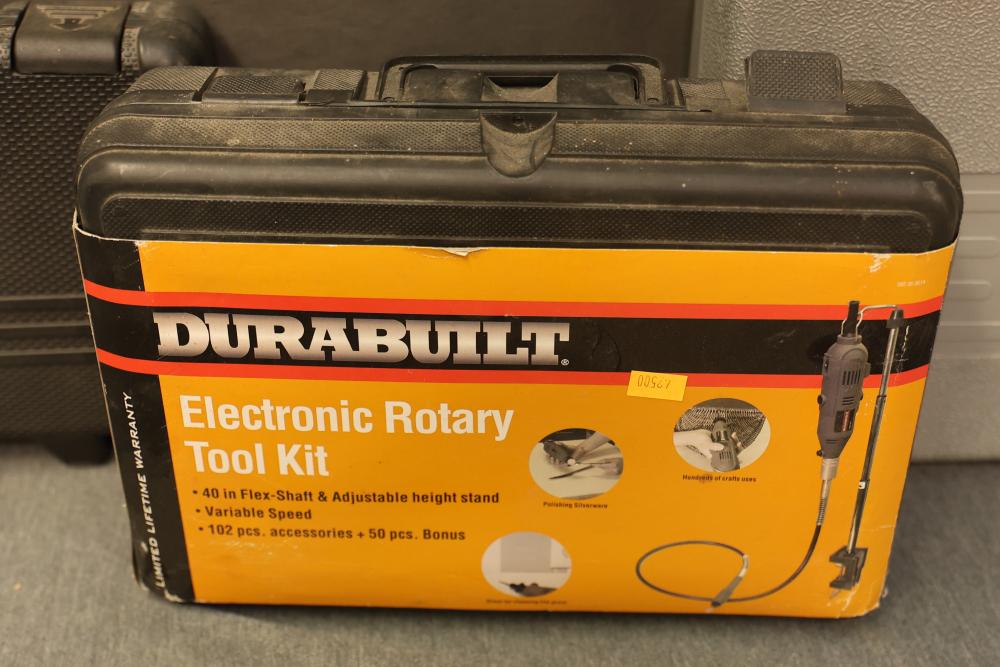 DURABUILT®
Electronic Rotary
Tool Kit
• 40 in Flex-Shaft & Adjustable height stand
• Variable Speed
• 102 pcs. accessories + 50 pcs. Bonus
LIMITED LIFETIME WARRANTY
Polishing Silverware
Hundreds of crafts uses